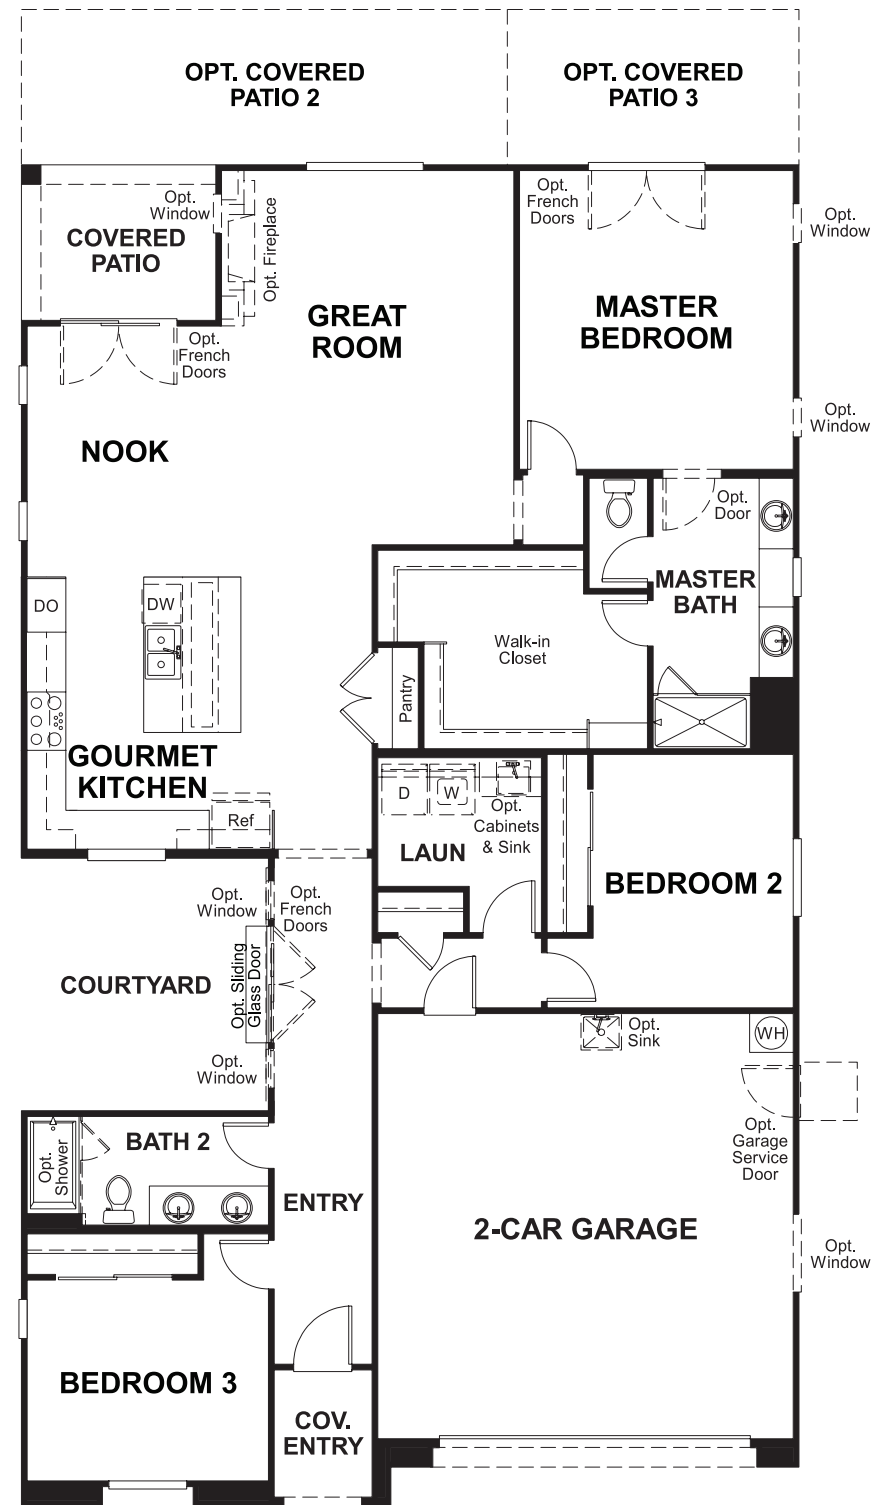 OPT. COVERED
PATIO 2
OPT. COVERED
PATIO 3
Opt.
Window
COVERED
PATIO
Opt. Fireplace
Opt.
French
Doors
Opt.
Window
GREAT
ROOM
MASTER
BEDROOM
Opt.
French
Doors
Opt.
Window
NOOK
Opt.
Door
DO
DW
MASTER
BATH
Walk-in
Closet
Pantry
GOURMET
KITCHEN
Ref
D
W
Opt.
Cabinets
& Sink
LAUN
BEDROOM 2
Opt.
Window
Opt.
French
Doors
COURTYARD
Opt. Sliding
Glass Door
Opt.
Window
Opt.
Sink
WH
Opt.
Garage
Service
Door
Opt.
Shower
BATH 2
ENTRY
2-CAR GARAGE
Opt.
Window
BEDROOM 3
COV.
ENTRY